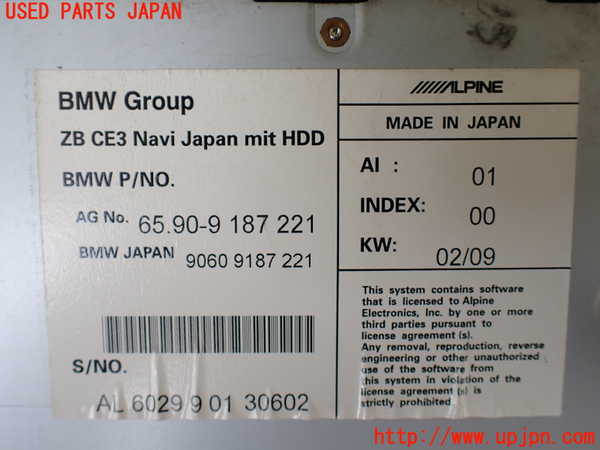 USED PARTS JAPAN
BMW Group
ZB CE3 Navi Japan mit HDD
BMW P/NO.
AG No. 65.90-9 187 221
BMW JAPAN 9060 9187 221
S/NO.
AL 6029 9 01 30602
ALPINE
MADE IN JAPAN
AI : 01
INDEX: 00
KW: 02/09
This system contains software
that is licensed to Alpine
Electronics, Inc. by one or more
third parties pursuant to
license agreement (s).
Any removal, reproduction, reverse
engineering or other unauthorized
use of the software from this
system in violation of the
license agreement (s) is
strictly prohibited.
http://www.upjpn.com/